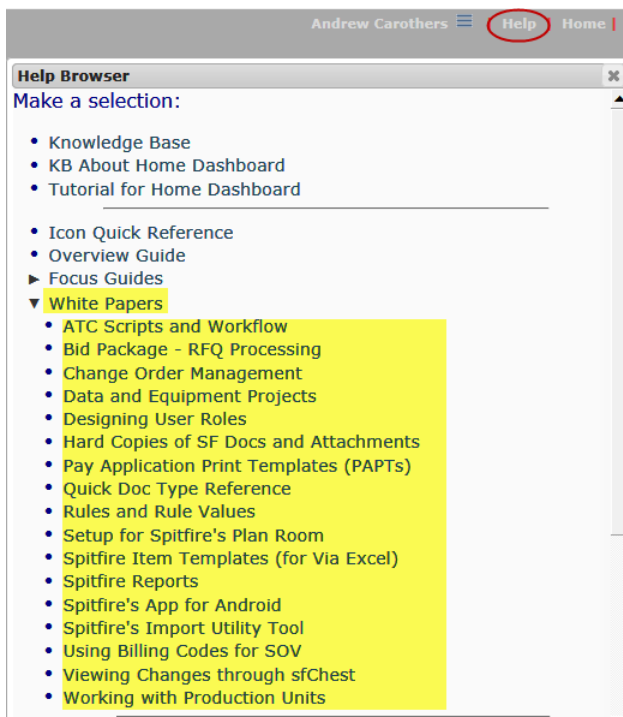 Andrew Carothers ☰ | Help | Home |
Help Browser
Make a selection:
• Knowledge Base
• KB About Home Dashboard
• Tutorial for Home Dashboard
• Icon Quick Reference
• Overview Guide
► Focus Guides
▼ White Papers
• ATC Scripts and Workflow
• Bid Package - RFQ Processing
• Change Order Management
• Data and Equipment Projects
• Designing User Roles
• Hard Copies of SF Docs and Attachments
• Pay Application Print Templates (PAPTs)
• Quick Doc Type Reference
• Rules and Rule Values
• Setup for Spitfire's Plan Room
• Spitfire Item Templates (for Via Excel)
• Spitfire Reports
• Spitfire's App for Android
• Spitfire's Import Utility Tool
• Using Billing Codes for SOV
• Viewing Changes through sfChest
• Working with Production Units